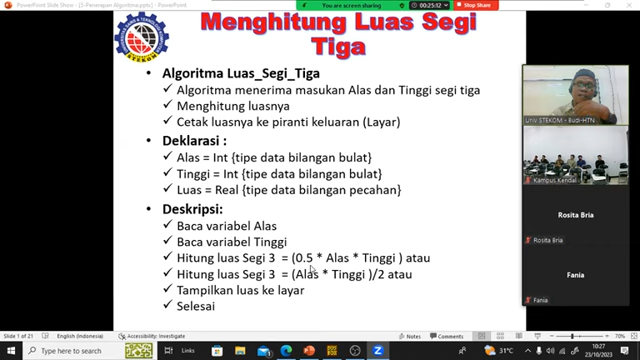 PowerPoint Slide Show - [5-Penerapan Algoritma.pptx] - PowerPoint
You are screen sharing
00:25:12
Stop Share
Menghitung Luas Segi
Tiga
STEKOM
Algoritma Luas_Segi_Tiga
✓ Algoritma menerima masukan Alas dan Tinggi segi tiga
✓ Menghitung luasnya
✓ Cetak luasnya ke piranti keluaran (Layar)
Deklarasi :
✓ Alas = Int {tipe data bilangan bulat}
✓ Tinggi = Int {tipe data bilangan bulat}
✓ Luas = Real {tipe data bilangan pecahan}
Deskripsi:
✓ Baca variabel Alas
✓ Baca variabel Tinggi
✓ Hitung luas Segi 3 = (0.5 * Alas * Tinggi ) atau
✓ Hitung luas Segi 3 = (Alas * Tinggi )/2 atau
✓ Tampilkan luas ke layar
✓ Selesai
Univ STEKOM - Budi-HTN
Kampus Kendal
Rosita Bria
Rosita Bria
Fania
Fania
Slide 1 of 21
English (Indonesia)
Accessibility: Investigate
Notes
Comments
70%
Type here to search
31°C
10:27
23/10/2023